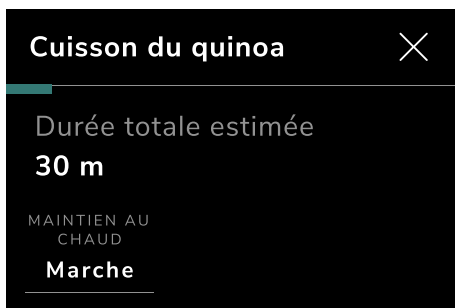 Cuisson du quinoa
Durée totale estimée
30 m
MAINTIEN AU
CHAUD
Marche